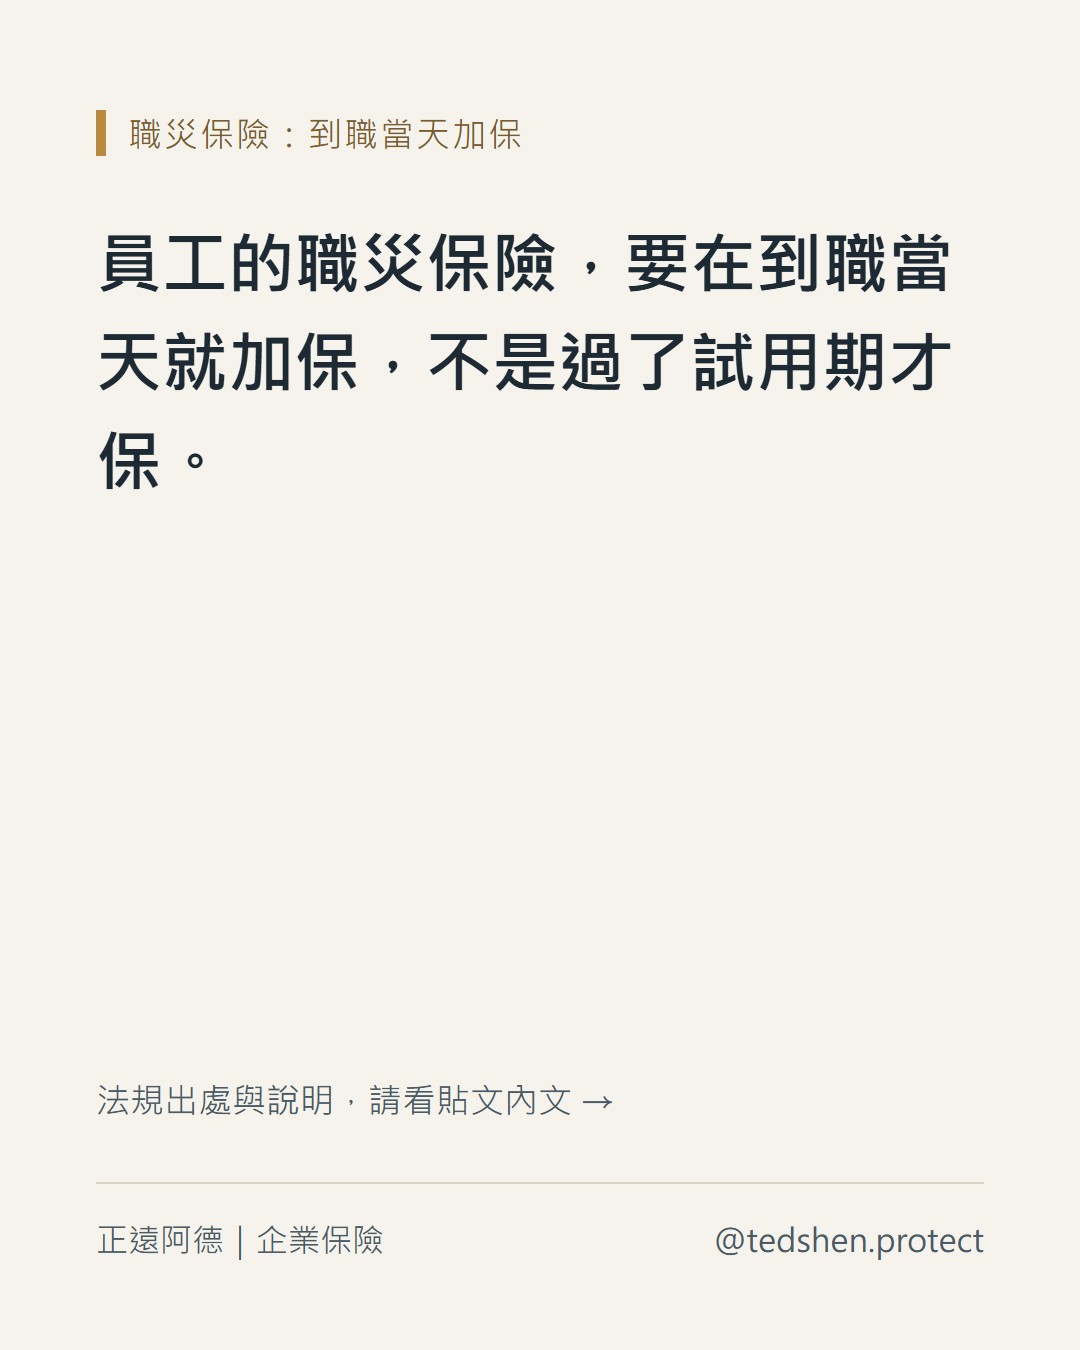 職災保險：到職當天加保
員工的職災保險，要在到職當
天就加保，不是過了試用期才
保。
法規出處與說明，請看貼文內文 →
正遠阿德｜企業保險
@tedshen.protect